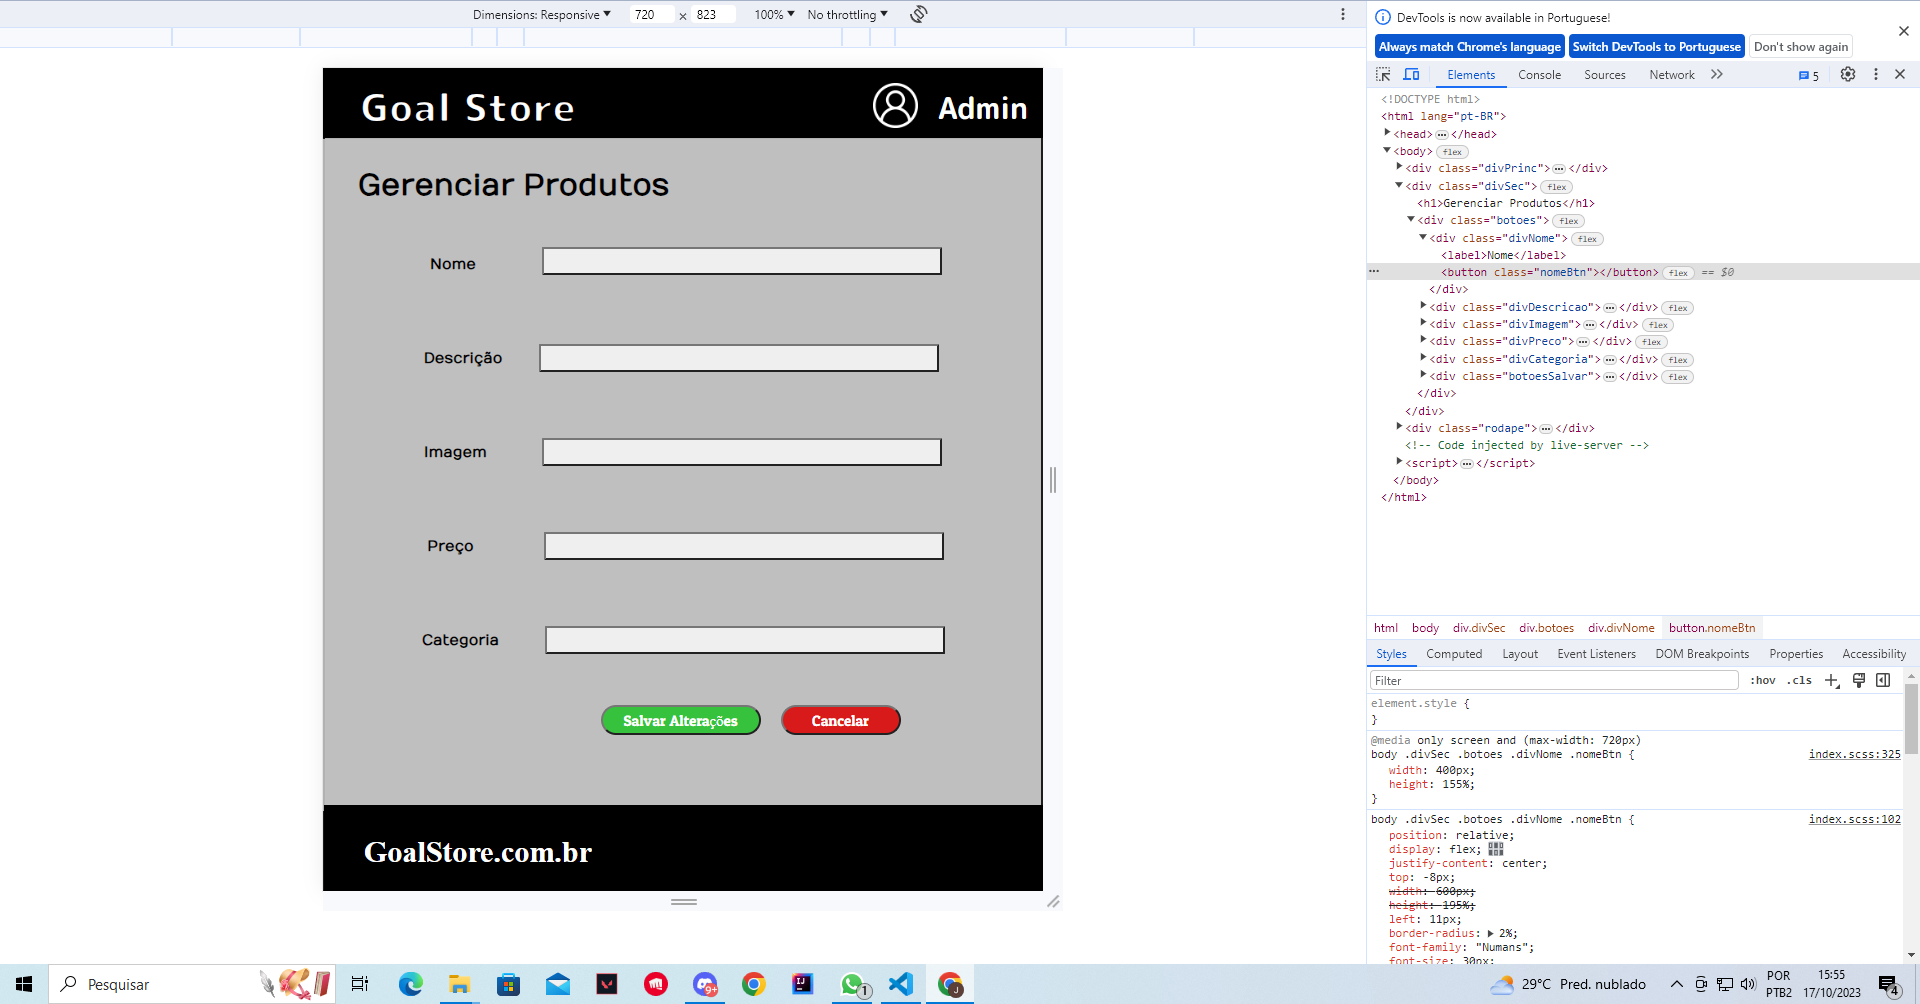 Dimensions: Responsive 720 × 823 100% No throttling
Goal Store Admin
Gerenciar Produtos
Nome
Descrição
Imagem
Preço
Categoria
Salvar Alterações Cancelar
GoalStore.com.br
DevTools is now available in Portuguese!
Always match Chrome's language Switch DevTools to Portuguese Don't show again
Elements Console Sources Network 5
<!DOCTYPE html>
<html lang="pt-BR">
<head>…</head>
<body> flex
<div class="divPrinc">…</div>
<div class="divSec"> flex
<h1>Gerenciar Produtos</h1>
<div class="botoes"> flex
<div class="divNome"> flex
<label>Nome</label>
<button class="nomeBtn"></button> flex == $0
</div>
<div class="divDescricao">…</div> flex
<div class="divImagem">…</div> flex
<div class="divPreco">…</div> flex
<div class="divCategoria">…</div> flex
<div class="botoesSalvar">…</div> flex
</div>
</div>
<div class="rodape">…</div>
<!-- Code injected by live-server -->
<script>…</script>
</body>
</html>
html body div.divSec div.botoes div.divNome button.nomeBtn
Styles Computed Layout Event Listeners DOM Breakpoints Properties Accessibility
Filter :hov .cls
element.style {
}
@media only screen and (max-width: 720px)
body .divSec .botoes .divNome .nomeBtn { index.scss:325
width: 400px;
height: 155%;
}
body .divSec .botoes .divNome .nomeBtn { index.scss:102
position: relative;
display: flex;
justify-content: center;
top: -8px;
width: 600px;
height: 195%;
left: 11px;
border-radius: 2%;
font-family: "Numans";
font-size: 30px;
Pesquisar 9+ 1 29°C Pred. nublado POR PTB2 15:55 17/10/2023 4